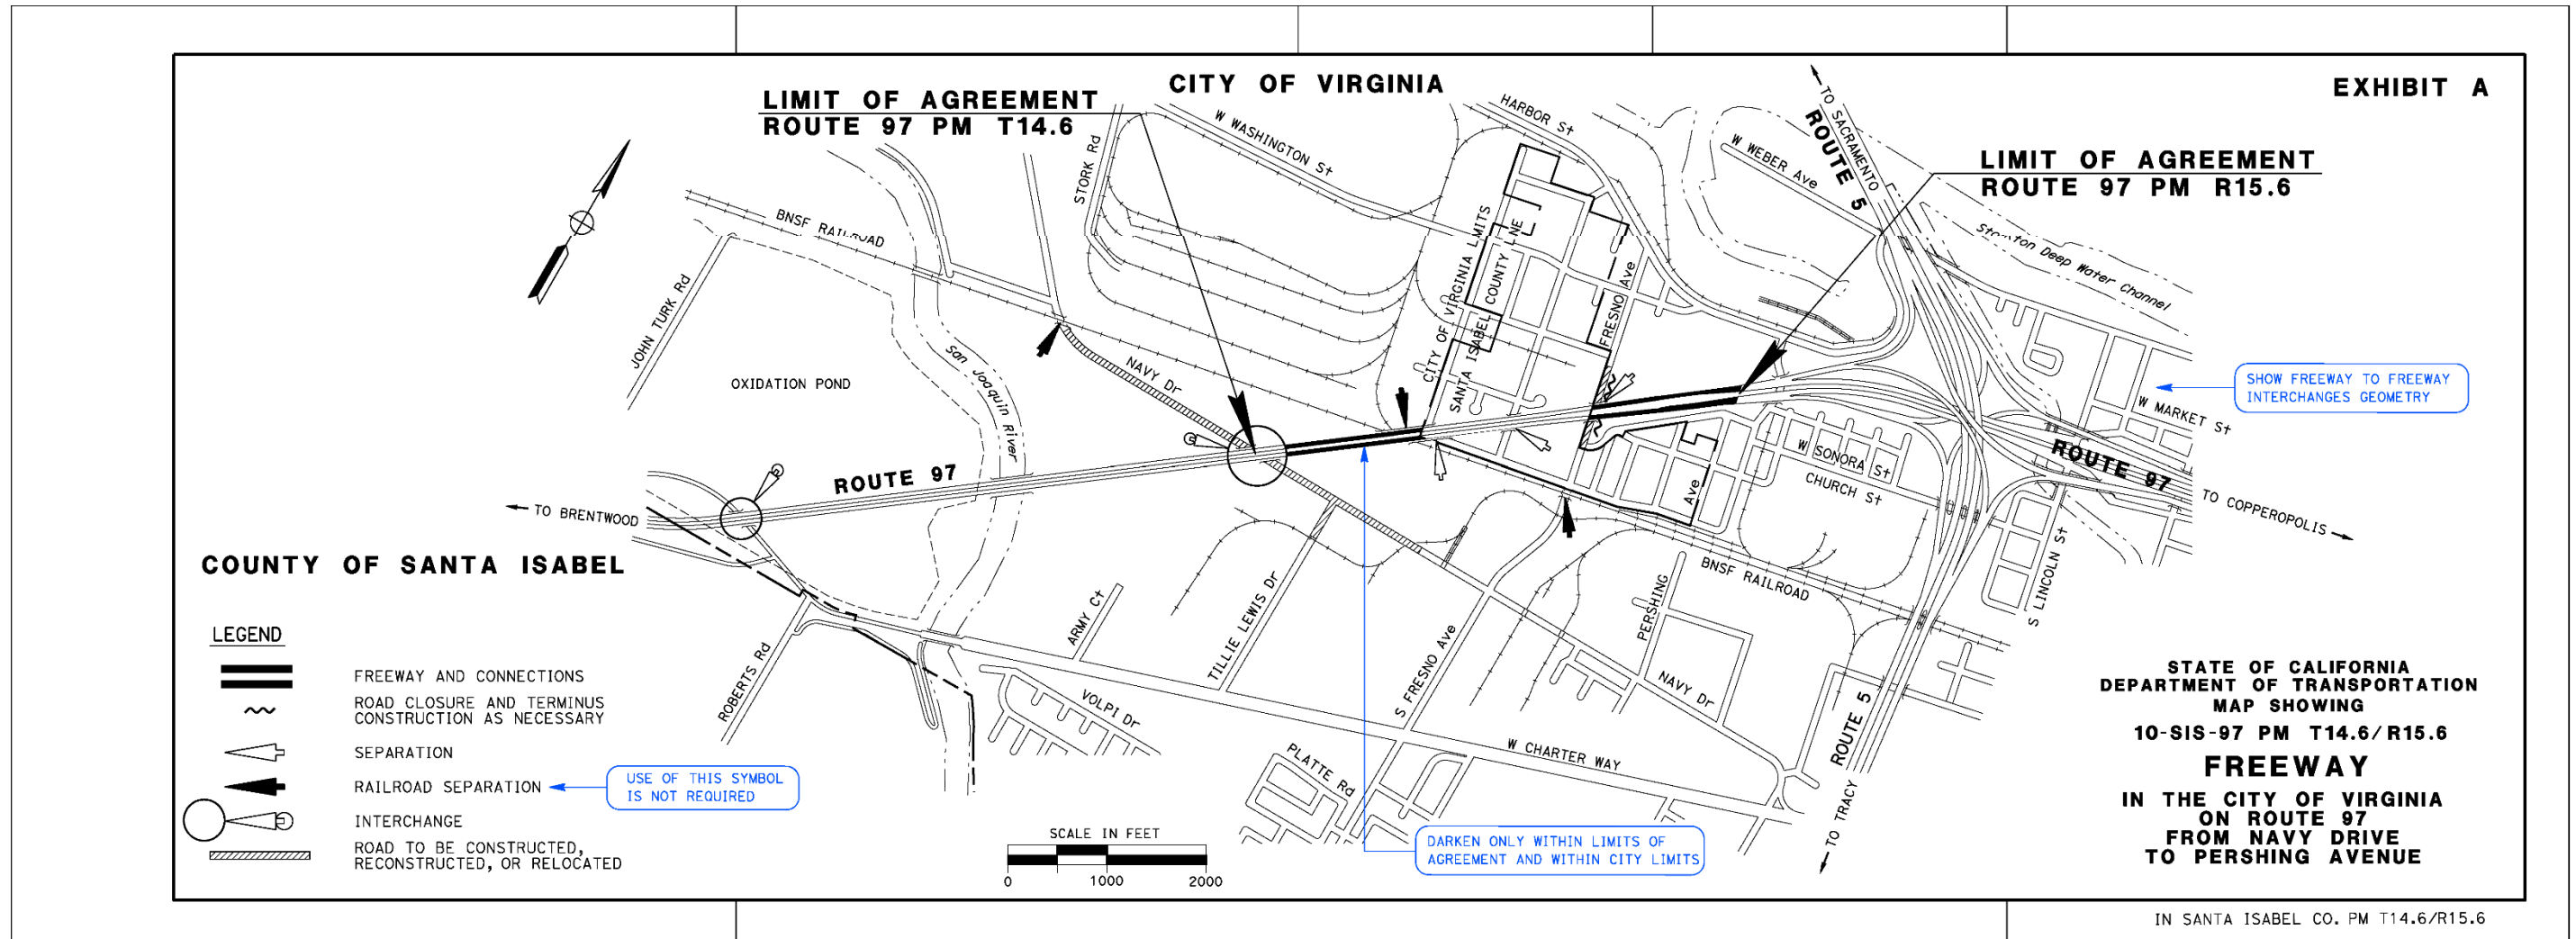 CITY OF VIRGINIA
EXHIBIT A
LIMIT OF AGREEMENT
ROUTE 97 PM T14.6
LIMIT OF AGREEMENT
ROUTE 97 PM R15.6
STORK Rd
W WASHINGTON St
HARBOR St
W WEBER Ave
TO SACRAMENTO
ROUTE 5
BNSF RAILROAD
JOHN TURK Rd
OXIDATION POND
San Joaquin River
NAVY Dr
CITY OF VIRGINIA LMITS
SANTA ISABEL COUNTY LNE
FRESNO Ave
Deep Water Channel
SHOW FREEWAY TO FREEWAY
INTERCHANGES GEOMETRY
W MARKET St
ROUTE 97
TO COPPEROPOLIS
W SONORA St
CHURCH St
Ave
ROUTE 97
TO BRENTWOOD
COUNTY OF SANTA ISABEL
BNSF RAILROAD
S LINCOLN St
PERSHING
ARMY Ct
TILLIE LEWIS Dr
S FRESNO Ave
ROBERTS Rd
VOLPI Dr
NAVY Dr
PLATTE Rd
W CHARTER WAY
ROUTE 5
TO TRACY
LEGEND
FREEWAY AND CONNECTIONS
ROAD CLOSURE AND TERMINUS
CONSTRUCTION AS NECESSARY
SEPARATION
RAILROAD SEPARATION
USE OF THIS SYMBOL
IS NOT REQUIRED
INTERCHANGE
ROAD TO BE CONSTRUCTED,
RECONSTRUCTED, OR RELOCATED
SCALE IN FEET
0 1000 2000
DARKEN ONLY WITHIN LIMITS OF
AGREEMENT AND WITHIN CITY LIMITS
STATE OF CALIFORNIA
DEPARTMENT OF TRANSPORTATION
MAP SHOWING
10-SIS-97 PM T14.6/R15.6
FREEWAY
IN THE CITY OF VIRGINIA
ON ROUTE 97
FROM NAVY DRIVE
TO PERSHING AVENUE
IN SANTA ISABEL CO. PM T14.6/R15.6